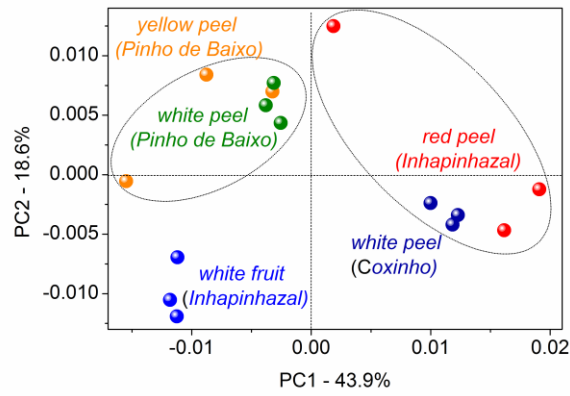 yellow peel
(Pinho de Baixo)
white peel
(Pinho de Baixo)
red peel
(Inhapinhazal)
white peel
(Coxinho)
white fruit
(Inhapinhazal)
0.010
0.005
0.000
-0.005
-0.010
PC2 - 18.6%
-0.01
0.00
0.01
0.02
PC1 - 43.9%